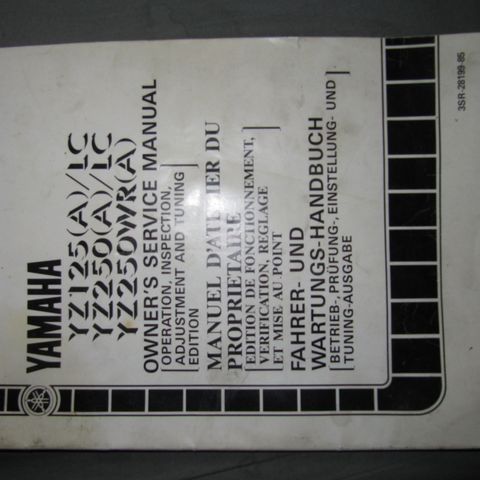 YAMAHA
YZ125(A)/LC
YZ250(A)/LC
YZ250WR(A)
OWNER'S SERVICE MANUAL
[OPERATION, INSPECTION,
ADJUSTMENT AND TUNING
EDITION]
MANUEL D'ATELIER DU
PROPRIETAIRE
[EDITION DE FONCTIONNEMENT,
VERIFICATION, REGLAGE
ET MISE AU POINT]
FAHRER- UND
WARTUNGS-HANDBUCH
[BETRIEB-, PRÜFUNG-, EINSTELLUNG- UND
TUNING-AUSGABE]
3SR-28199-85